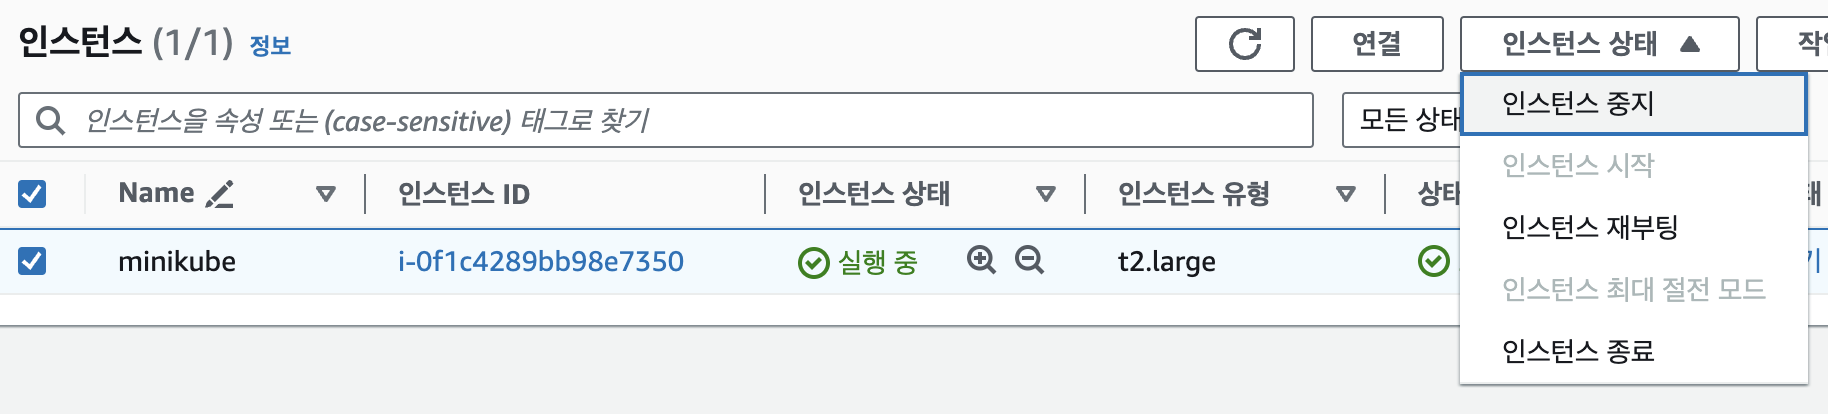 인스턴스 (1/1) 정보
연결
인스턴스 상태
인스턴스을 속성 또는 (case-sensitive) 태그로 찾기
모든 상태
인스턴스 중지
인스턴스 시작
인스턴스 재부팅
인스턴스 최대 절전 모드
인스턴스 종료
Name 인스턴스 ID 인스턴스 상태 인스턴스 유형 상태
minikube i-0f1c4289bb98e7350 실행 중 t2.large